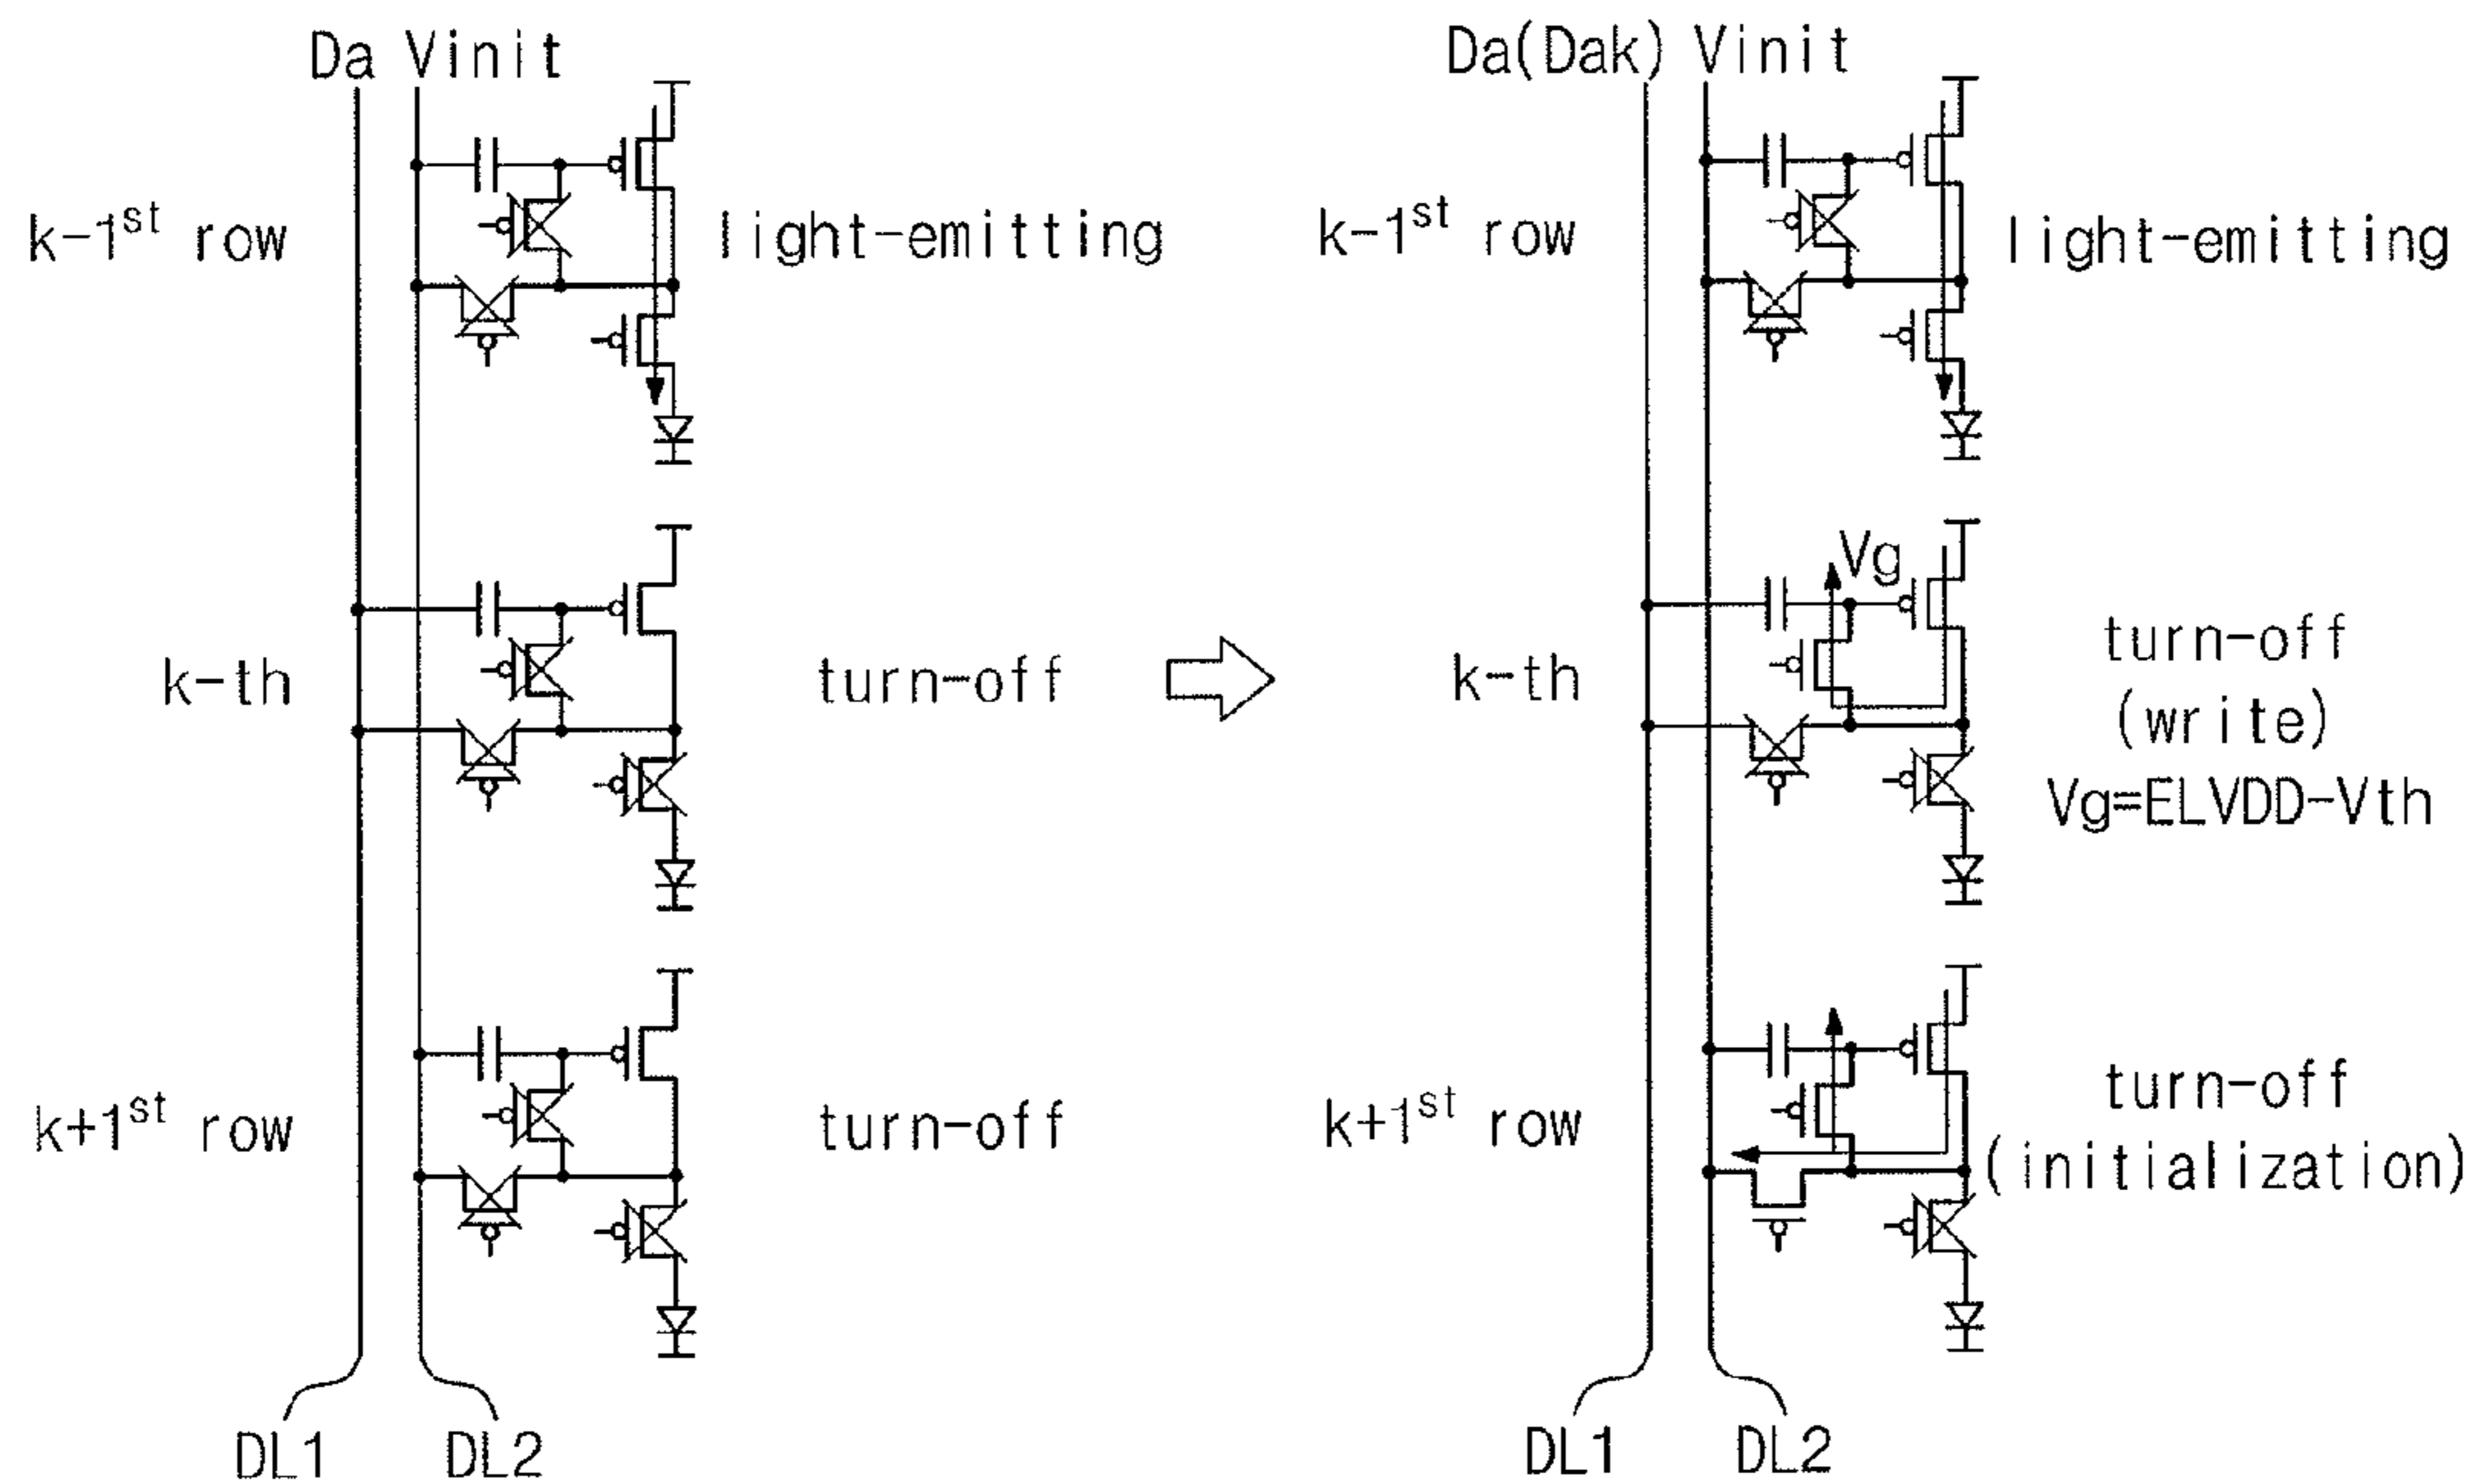 Da Vinit
k-1st row
light-emitting
k-th
turn-off
k+1st row
turn-off
DL1 DL2
Da(Dak) Vinit
k-1st row
light-emitting
Vg
k-th
turn-off
(write)
Vg=ELVDD-Vth
k+1st row
turn-off
(initialization)
DL1 DL2